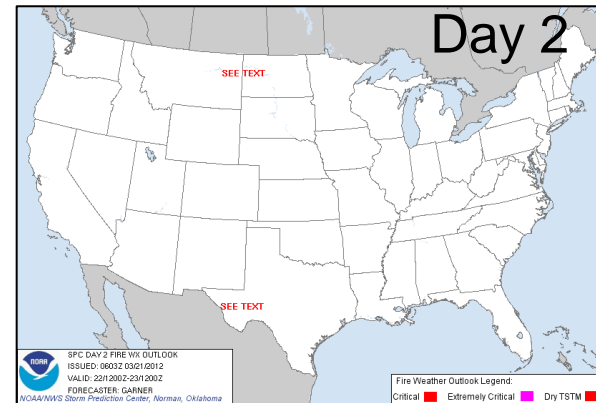 Day 2
SEE TEXT
SEE TEXT
NOAA
SPC DAY 2 FIRE WX OUTLOOK
ISSUED: 0603Z 03/21/2012
VALID: 22/1200Z-23/1200Z
FORECASTER: GARNER
NOAA/NWS Storm Prediction Center, Norman, Oklahoma
Fire Weather Outlook Legend:
Critical Extremely Critical Dry TSTM